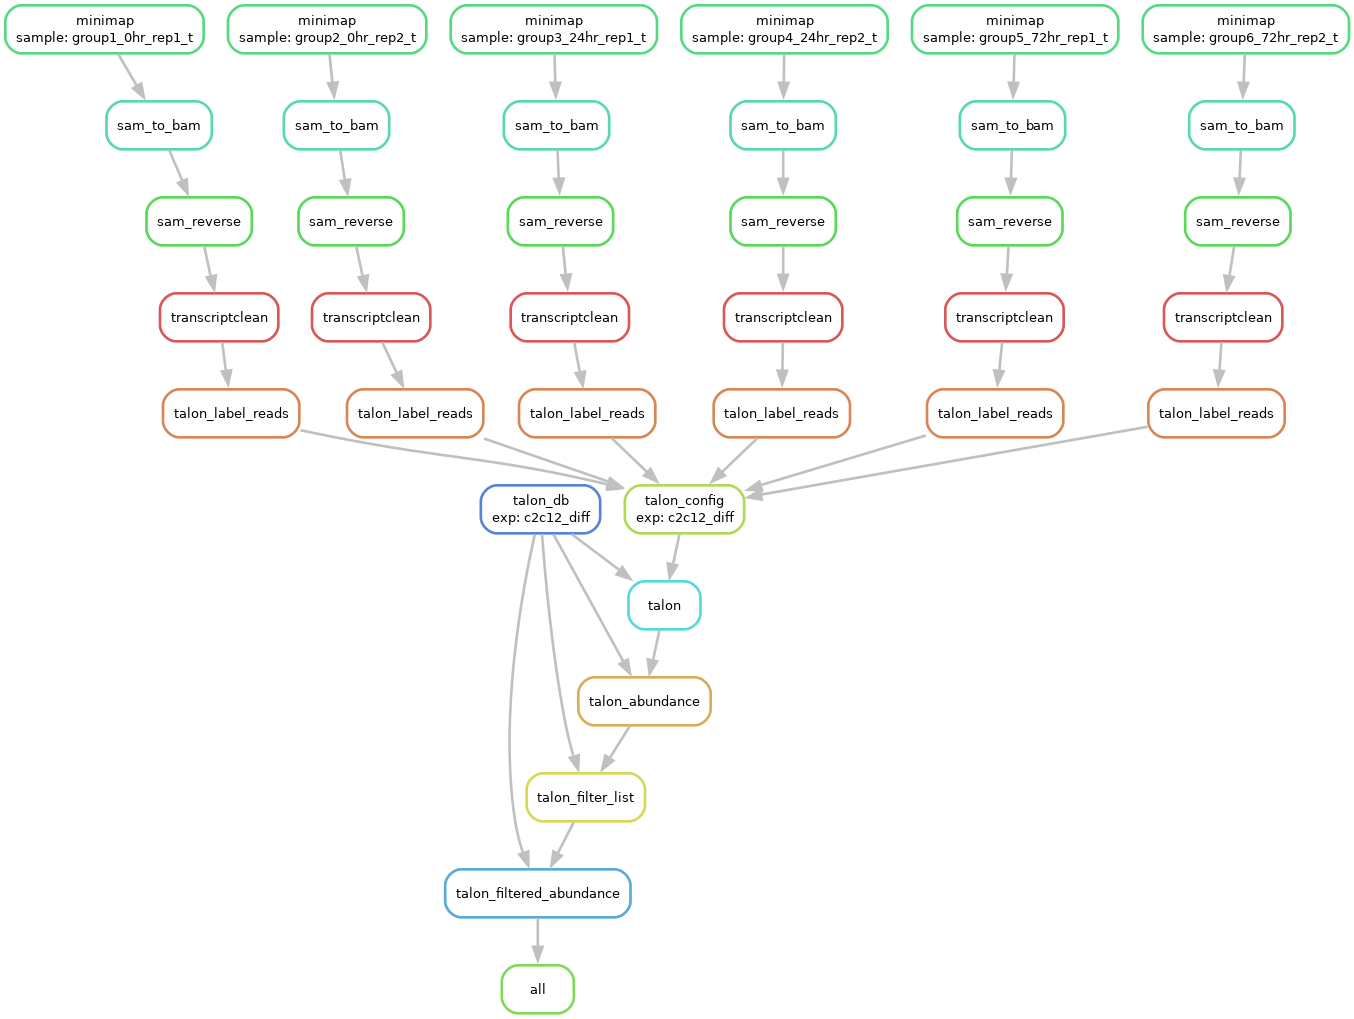 minimap
sample: group1_0hr_rep1_t
minimap
sample: group2_0hr_rep2_t
minimap
sample: group3_24hr_rep1_t
minimap
sample: group4_24hr_rep2_t
minimap
sample: group5_72hr_rep1_t
minimap
sample: group6_72hr_rep2_t
sam_to_bam
sam_to_bam
sam_to_bam
sam_to_bam
sam_to_bam
sam_to_bam
sam_reverse
sam_reverse
sam_reverse
sam_reverse
sam_reverse
sam_reverse
transcriptclean
transcriptclean
transcriptclean
transcriptclean
transcriptclean
transcriptclean
talon_label_reads
talon_label_reads
talon_label_reads
talon_label_reads
talon_label_reads
talon_label_reads
talon_db
exp: c2c12_diff
talon_config
exp: c2c12_diff
talon
talon_abundance
talon_filter_list
talon_filtered_abundance
all